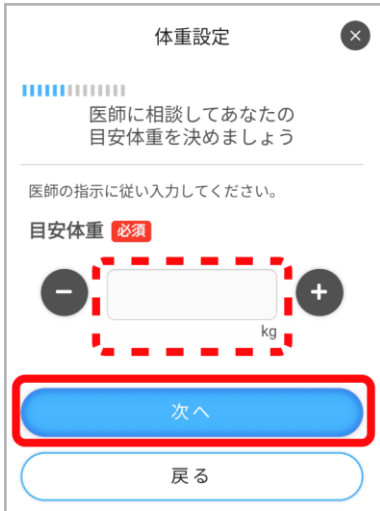 体重設定
医師に相談してあなたの
目安体重を決めましょう
医師の指示に従い入力してください。
目安体重 必須
kg
次へ
戻る